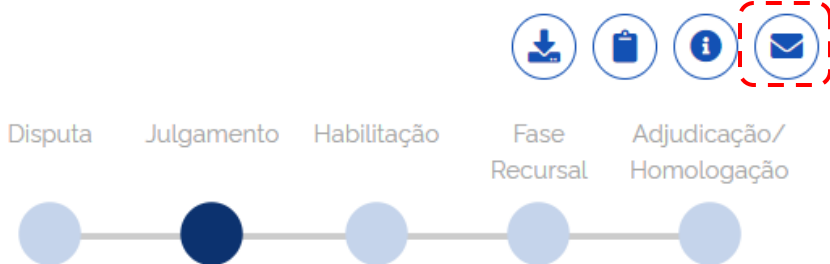 Disputa
Julgamento
Habilitação
Fase
Recursal
Adjudicação/
Homologação